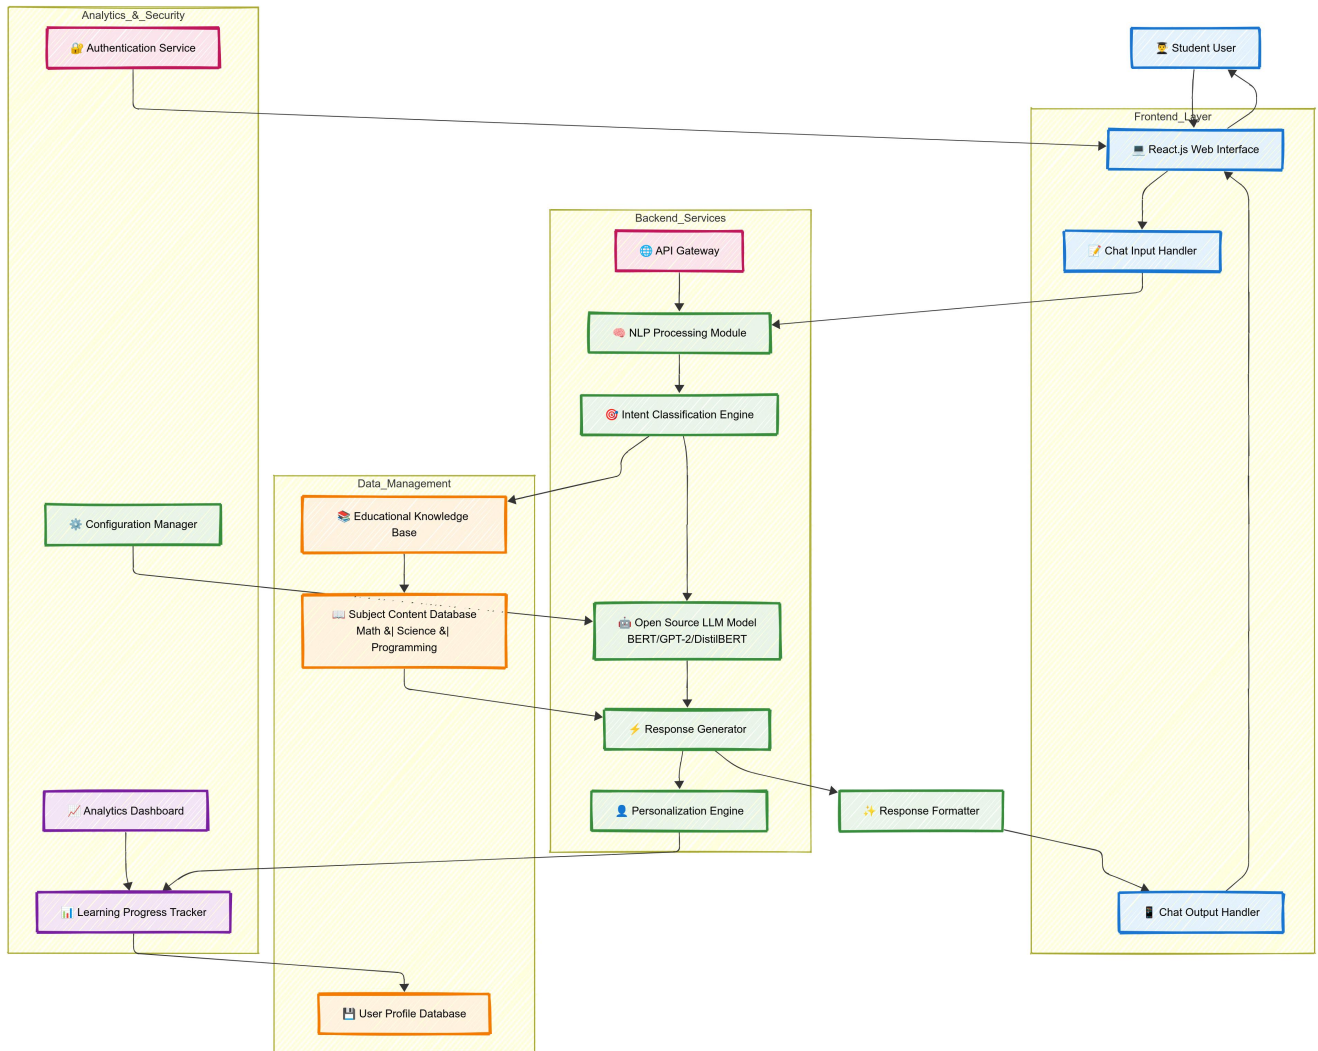 Analytics_&_Security
🔐 Authentication Service
👨‍🎓 Student User
Frontend_Layer
💻 React.js Web Interface
Backend_Services
🌐 API Gateway
📝 Chat Input Handler
🧠 NLP Processing Module
🎯 Intent Classification Engine
Data_Management
📚 Educational Knowledge
Base
⚙️ Configuration Manager
📖 Subject Content Database
Math &| Science &|
Programming
🤖 Open Source LLM Model
BERT/GPT-2/DistilBERT
⚡ Response Generator
📈 Analytics Dashboard
👤 Personalization Engine
✨ Response Formatter
📊 Learning Progress Tracker
📱 Chat Output Handler
💾 User Profile Database